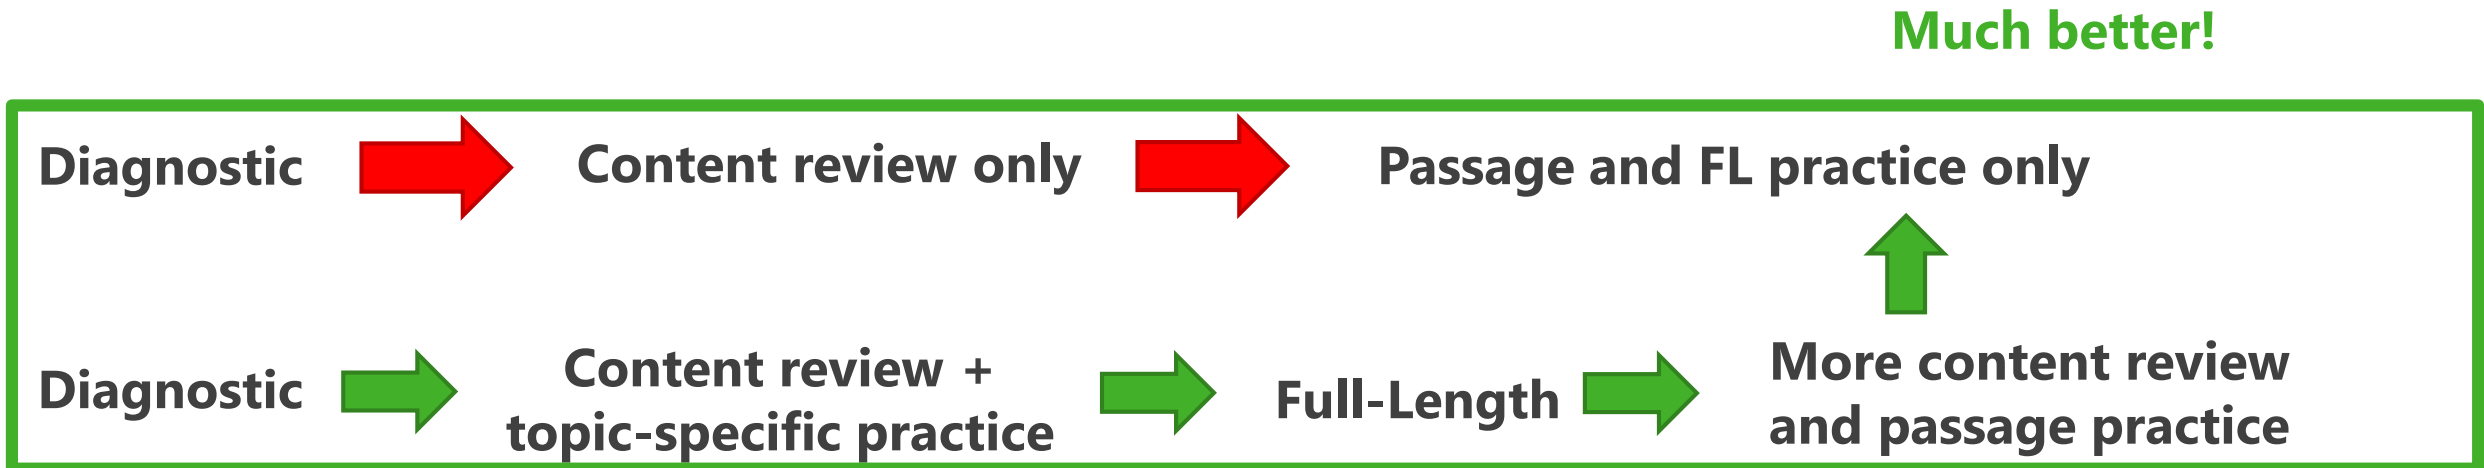 Much better!
Diagnostic
Content review only
Passage and FL practice only
Diagnostic
Content review +
topic-specific practice
Full-Length
More content review
and passage practice